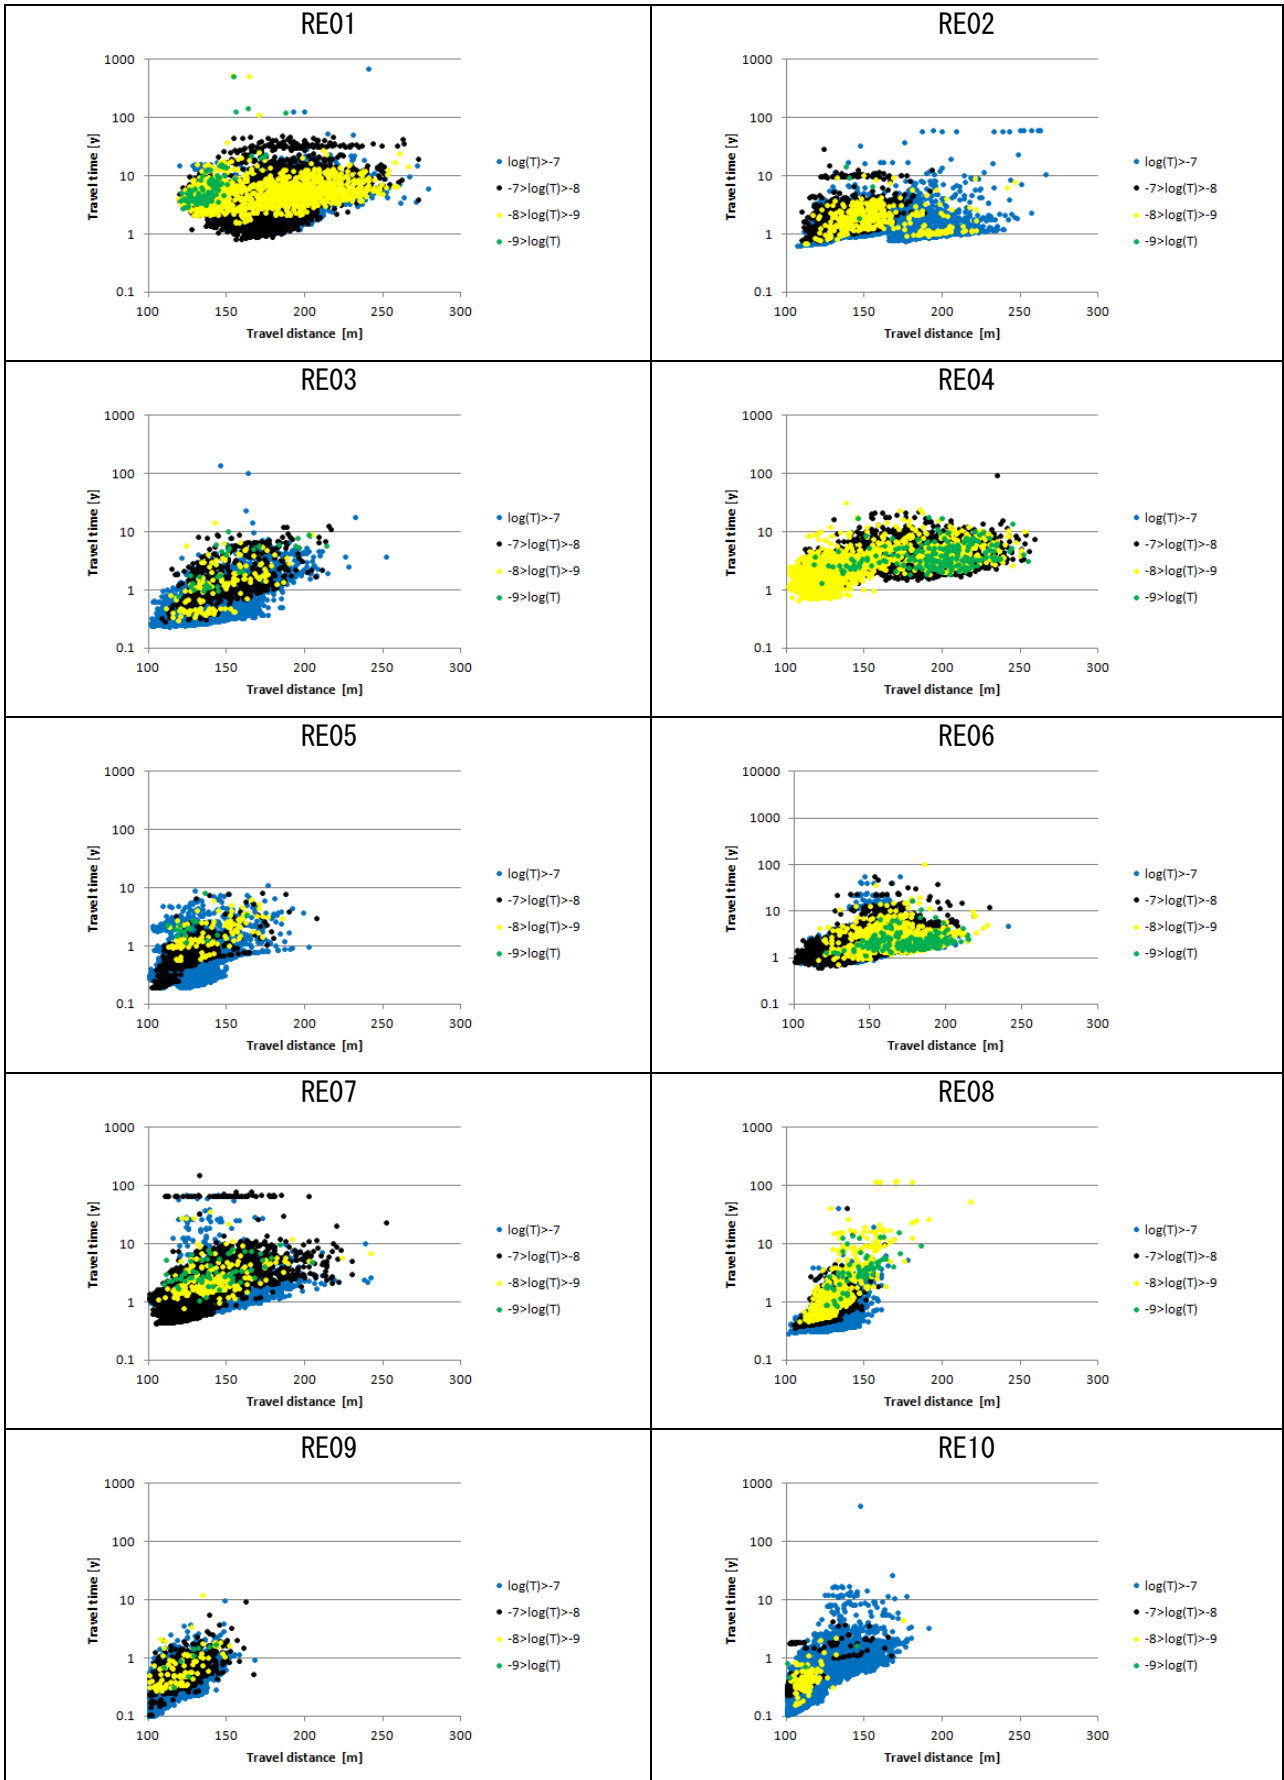 RE01
1000
100
10
1
0.1
100 150 200 250 300
Travel time [y]
Travel distance [m]
log(T)>-7
-7>log(T)>-8
-8>log(T)>-9
-9>log(T)
RE02
1000
100
10
1
0.1
100 150 200 250 300
Travel time [y]
Travel distance [m]
log(T)>-7
-7>log(T)>-8
-8>log(T)>-9
-9>log(T)
RE03
1000
100
10
1
0.1
100 150 200 250 300
Travel time [y]
Travel distance [m]
log(T)>-7
-7>log(T)>-8
-8>log(T)>-9
-9>log(T)
RE04
1000
100
10
1
0.1
100 150 200 250 300
Travel time [y]
Travel distance [m]
log(T)>-7
-7>log(T)>-8
-8>log(T)>-9
-9>log(T)
RE05
1000
100
10
1
0.1
100 150 200 250 300
Travel time [y]
Travel distance [m]
log(T)>-7
-7>log(T)>-8
-8>log(T)>-9
-9>log(T)
RE06
10000
1000
100
10
1
0.1
100 150 200 250 300
Travel time [y]
Travel distance [m]
log(T)>-7
-7>log(T)>-8
-8>log(T)>-9
-9>log(T)
RE07
1000
100
10
1
0.1
100 150 200 250 300
Travel time [y]
Travel distance [m]
log(T)>-7
-7>log(T)>-8
-8>log(T)>-9
-9>log(T)
RE08
1000
100
10
1
0.1
100 150 200 250 300
Travel time [y]
Travel distance [m]
log(T)>-7
-7>log(T)>-8
-8>log(T)>-9
-9>log(T)
RE09
1000
100
10
1
0.1
100 150 200 250 300
Travel time [y]
Travel distance [m]
log(T)>-7
-7>log(T)>-8
-8>log(T)>-9
-9>log(T)
RE10
1000
100
10
1
0.1
100 150 200 250 300
Travel time [y]
Travel distance [m]
log(T)>-7
-7>log(T)>-8
-8>log(T)>-9
-9>log(T)